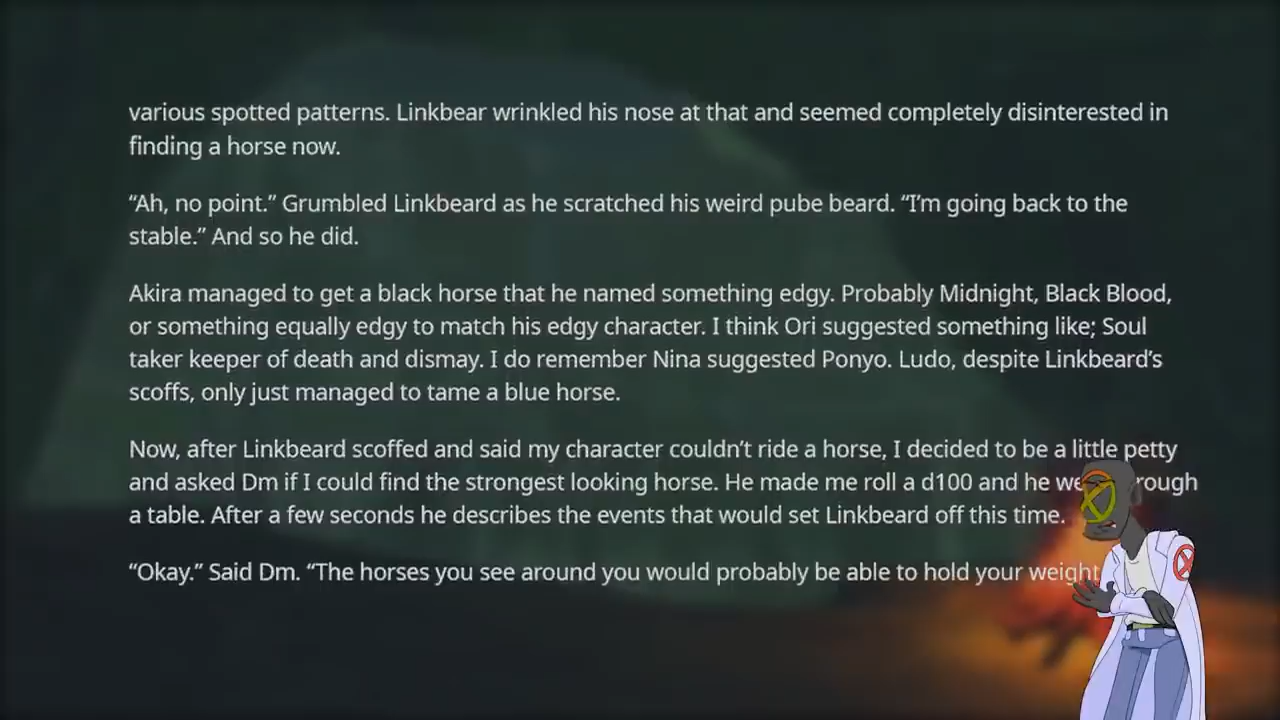 various spotted patterns. Linkbear wrinkled his nose at that and seemed completely disinterested in
finding a horse now.
“Ah, no point.” Grumbled Linkbeard as he scratched his weird pube beard. “I’m going back to the
stable.” And so he did.
Akira managed to get a black horse that he named something edgy. Probably Midnight, Black Blood,
or something equally edgy to match his edgy character. I think Ori suggested something like; Soul
taker keeper of death and dismay. I do remember Nina suggested Ponyo. Ludo, despite Linkbeard’s
scoffs, only just managed to tame a blue horse.
Now, after Linkbeard scoffed and said my character couldn’t ride a horse, I decided to be a little petty
and asked Dm if I could find the strongest looking horse. He made me roll a d100 and he
a table. After a few seconds he describes the events that would set Linkbeard off this time.
“Okay.” Said Dm. “The horses you see around you would probably be able to hold your weight